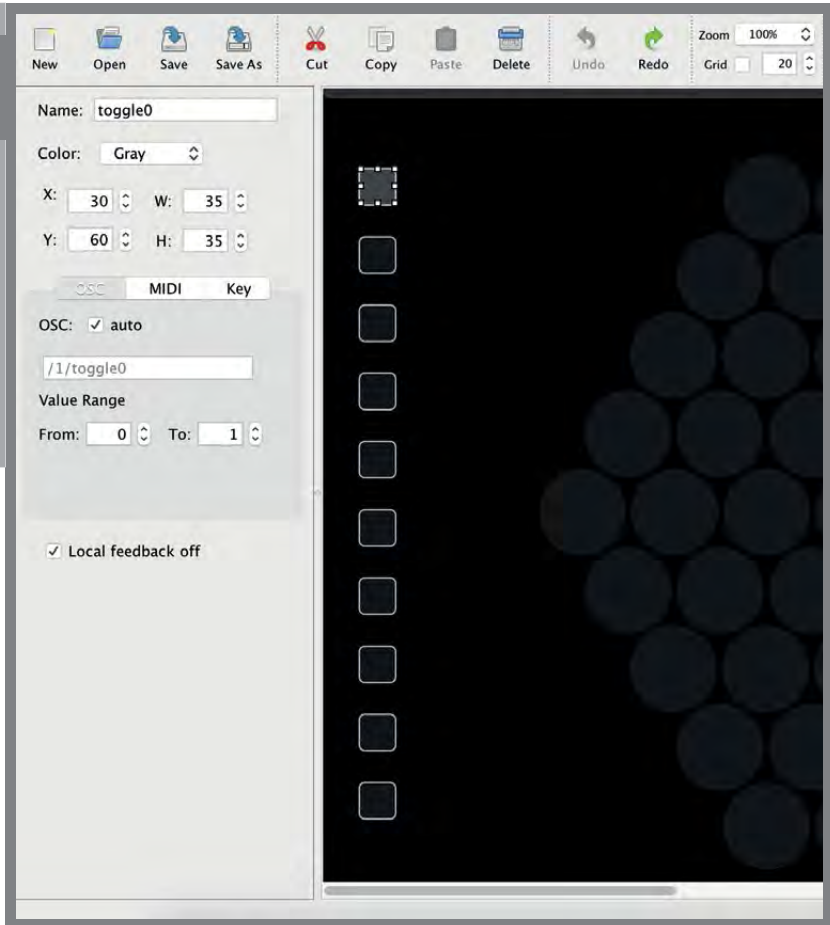 New Open Save Save As Cut Copy Paste Delete Undo Redo
Zoom 100%
Grid 20
Name: toggle0
Color: Gray
X: 30 W: 35
Y: 60 H: 35
OSC MIDI Key
OSC: auto
/1/toggle0
Value Range
From: 0 To: 1
Local feedback off